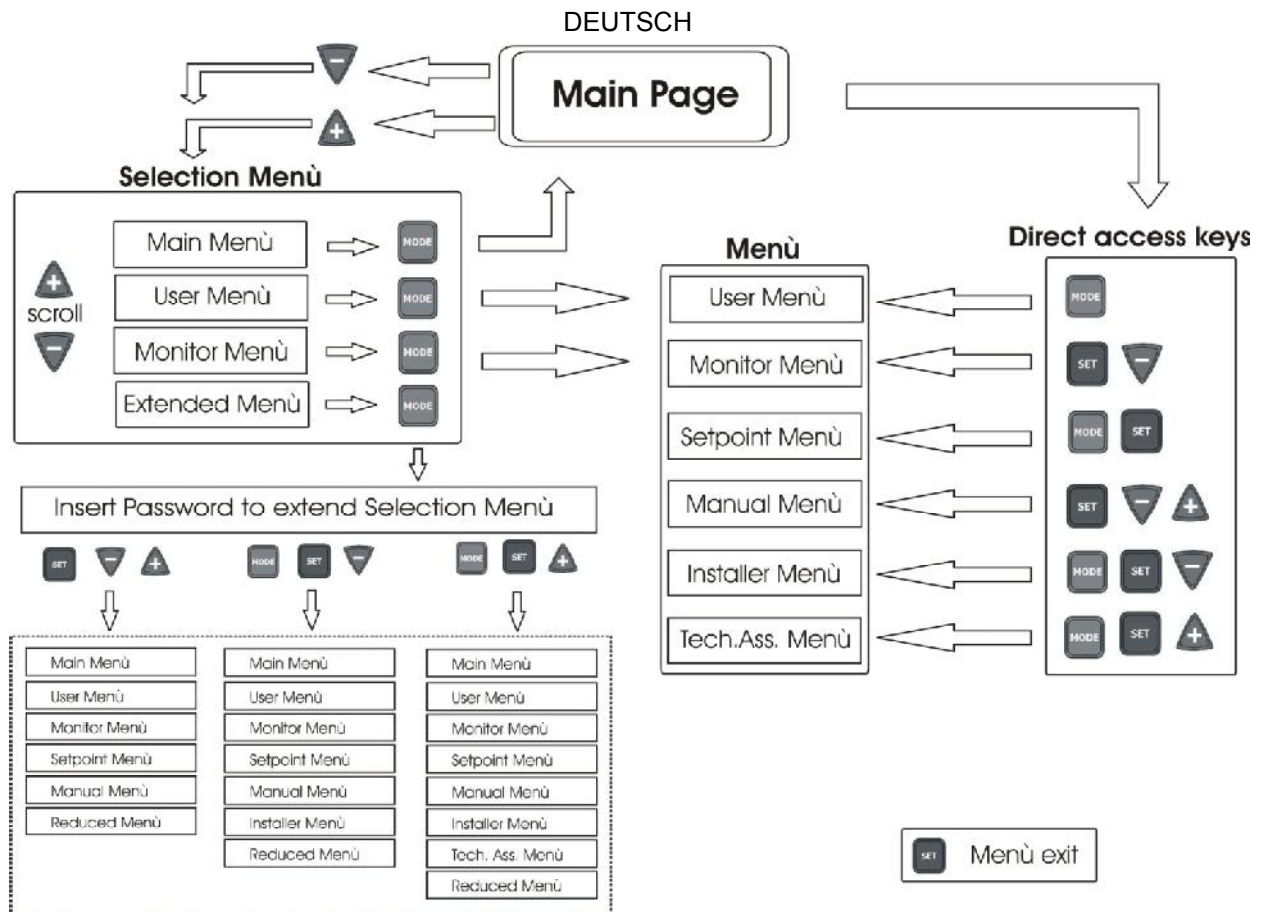 DEUTSCH
Main Page
Selection Menù
Main Menù
MODE
User Menù
MODE
scroll
Monitor Menù
MODE
Extended Menù
MODE
Insert Password to extend Selection Menù
SET
MODE SET
MODE SET
Main Menù
User Menù
Monitor Menù
Setpoint Menù
Manual Menù
Reduced Menù
Main Menù
User Menù
Monitor Menù
Setpoint Menù
Manual Menù
Installer Menù
Reduced Menù
Main Menù
User Menù
Monitor Menù
Setpoint Menù
Manual Menù
Installer Menù
Tech. Ass. Menù
Reduced Menù
Menù
User Menù
Monitor Menù
Setpoint Menù
Manual Menù
Installer Menù
Tech.Ass. Menù
Direct access keys
MODE
SET
MODE SET
SET
MODE SET
MODE SET
SET Menù exit